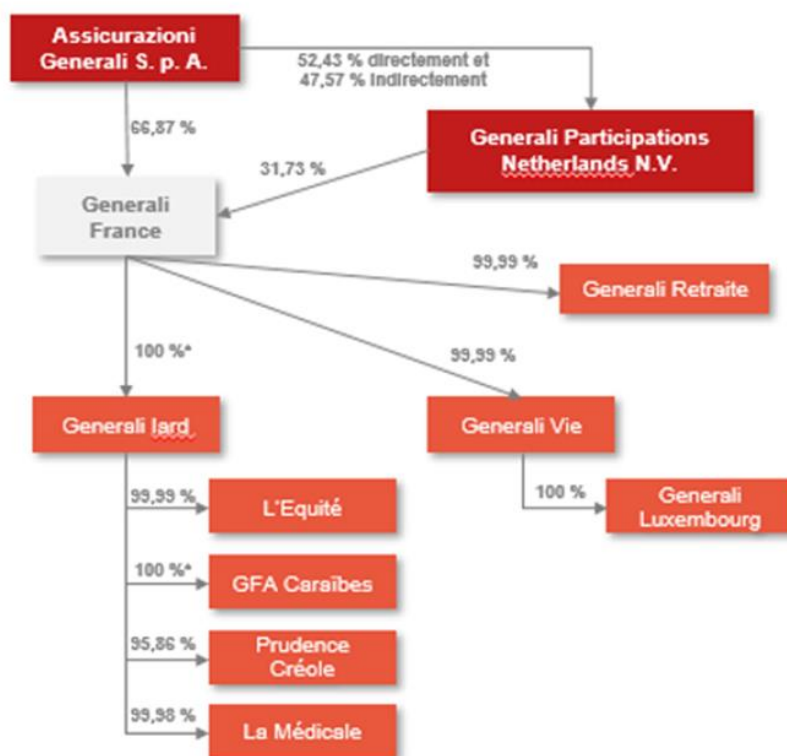 Assicurazioni
Generali S. p. A.
52,43 % directement et
47,57 % indirectement
66,87 %
Generali Participations
Netherlands N.V.
31,73 %
Generali
France
99,99 %
Generali Retraite
100 %*
99,99 %
Generali Iard
Generali Vie
99,99 %
L'Equité
100 %
Generali
Luxembourg
100 %*
GFA Caraïbes
95,86 %
Prudence
Créole
99,98 %
La Médicale